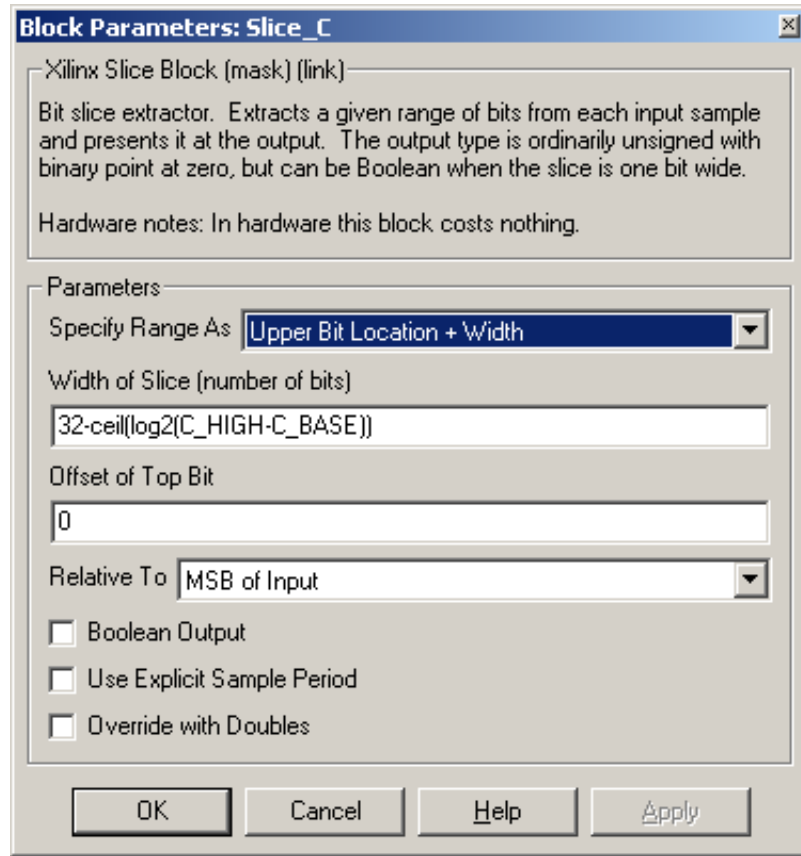 Block Parameters: Slice_C
Xilinx Slice Block (mask) (link)
Bit slice extractor.  Extracts a given range of bits from each input sample
and presents it at the output.  The output type is ordinarily unsigned with
binary point at zero, but can be Boolean when the slice is one bit wide.
Hardware notes: In hardware this block costs nothing.
Parameters
Specify Range As Upper Bit Location + Width
Width of Slice (number of bits)
32-ceil(log2(C_HIGH-C_BASE))
Offset of Top Bit
0
Relative To MSB of Input
Boolean Output
Use Explicit Sample Period
Override with Doubles
OK Cancel Help Apply